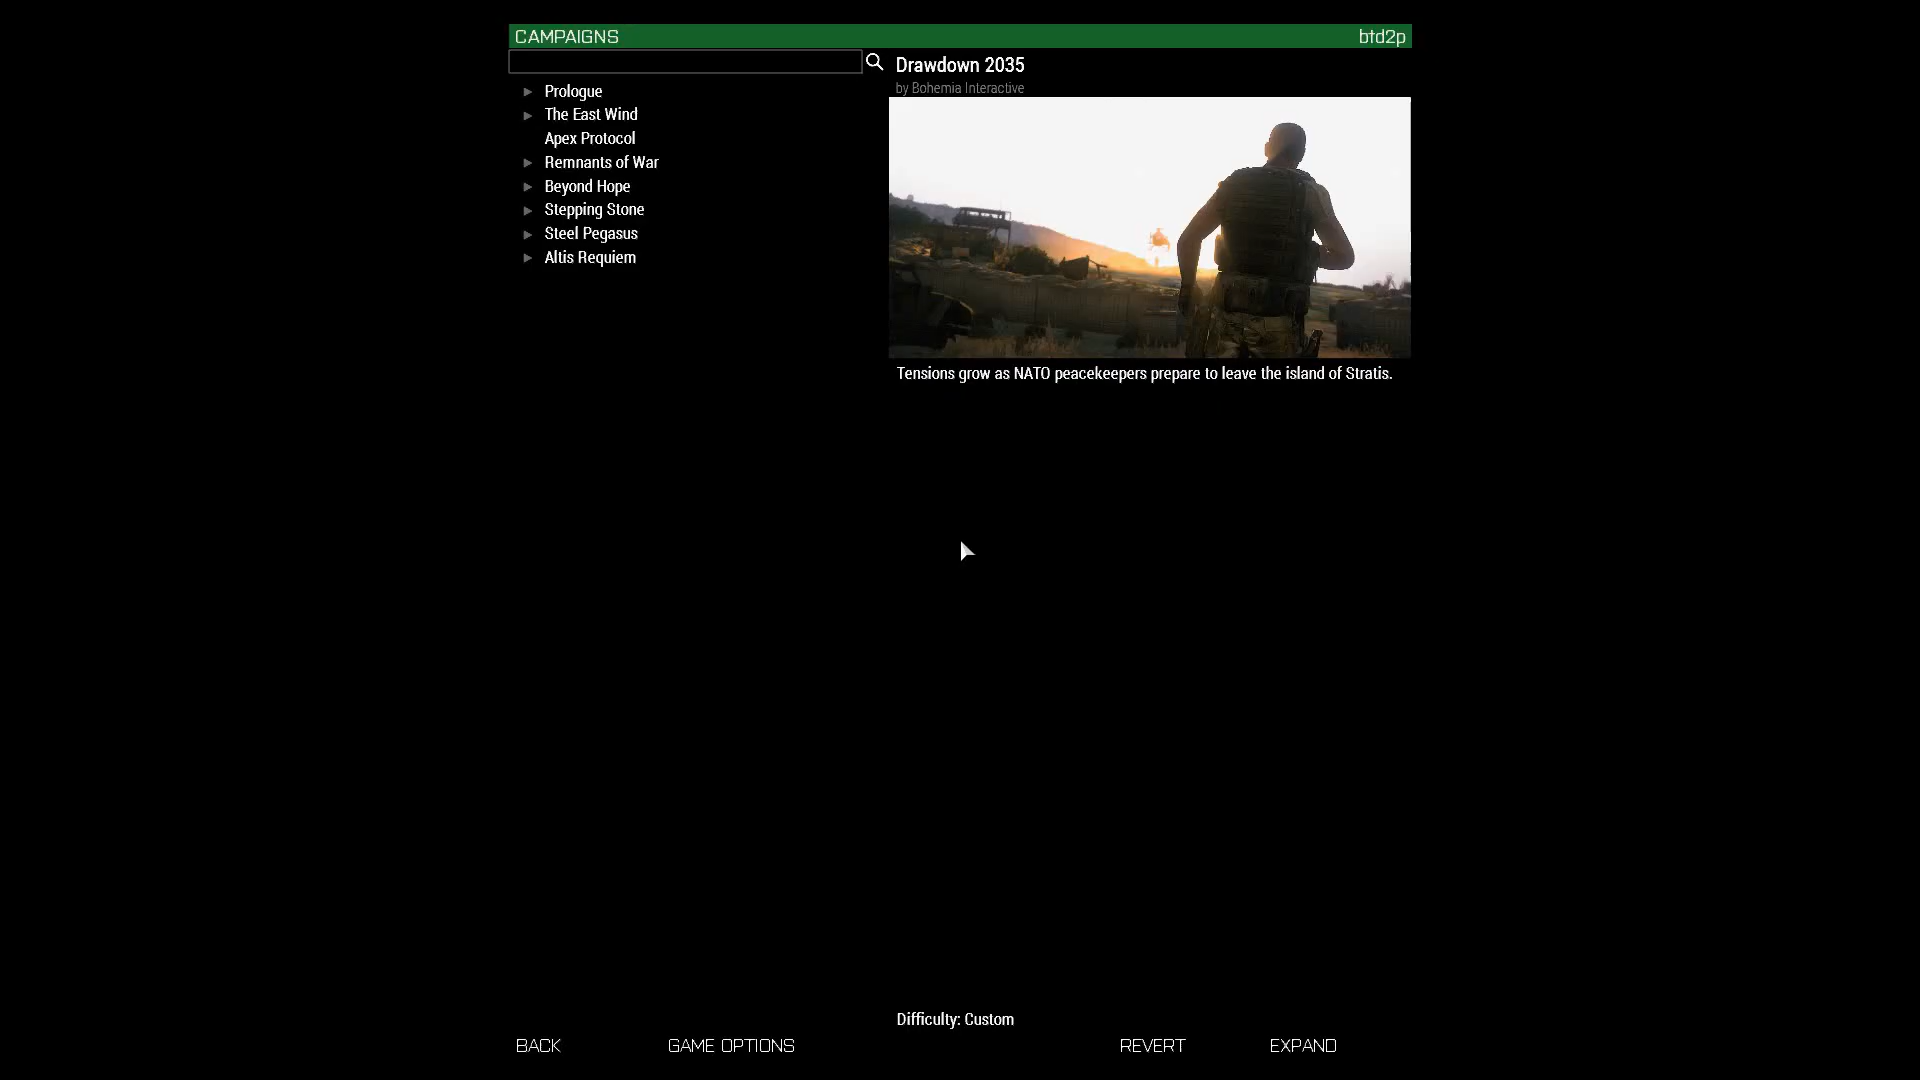 CAMPAIGNS btd2p
Drawdown 2035
by Bohemia Interactive
Prologue
The East Wind
Apex Protocol
Remnants of War
Beyond Hope
Stepping Stone
Steel Pegasus
Altis Requiem
Tensions grow as NATO peacekeepers prepare to leave the island of Stratis.
Difficulty: Custom
BACK GAME OPTIONS REVERT EXPAND